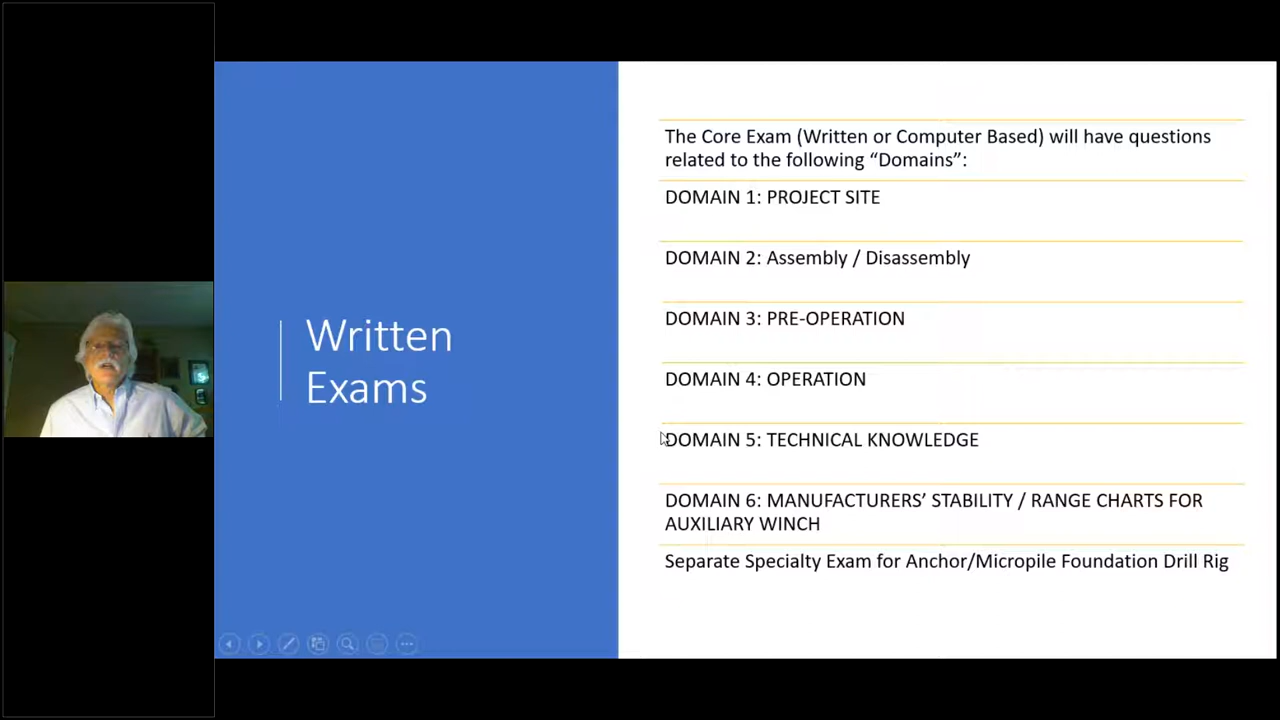 Written
Exams
The Core Exam (Written or Computer Based) will have questions
related to the following “Domains”:
DOMAIN 1: PROJECT SITE
DOMAIN 2: Assembly / Disassembly
DOMAIN 3: PRE-OPERATION
DOMAIN 4: OPERATION
DOMAIN 5: TECHNICAL KNOWLEDGE
DOMAIN 6: MANUFACTURERS’ STABILITY / RANGE CHARTS FOR
AUXILIARY WINCH
Separate Specialty Exam for Anchor/Micropile Foundation Drill Rig